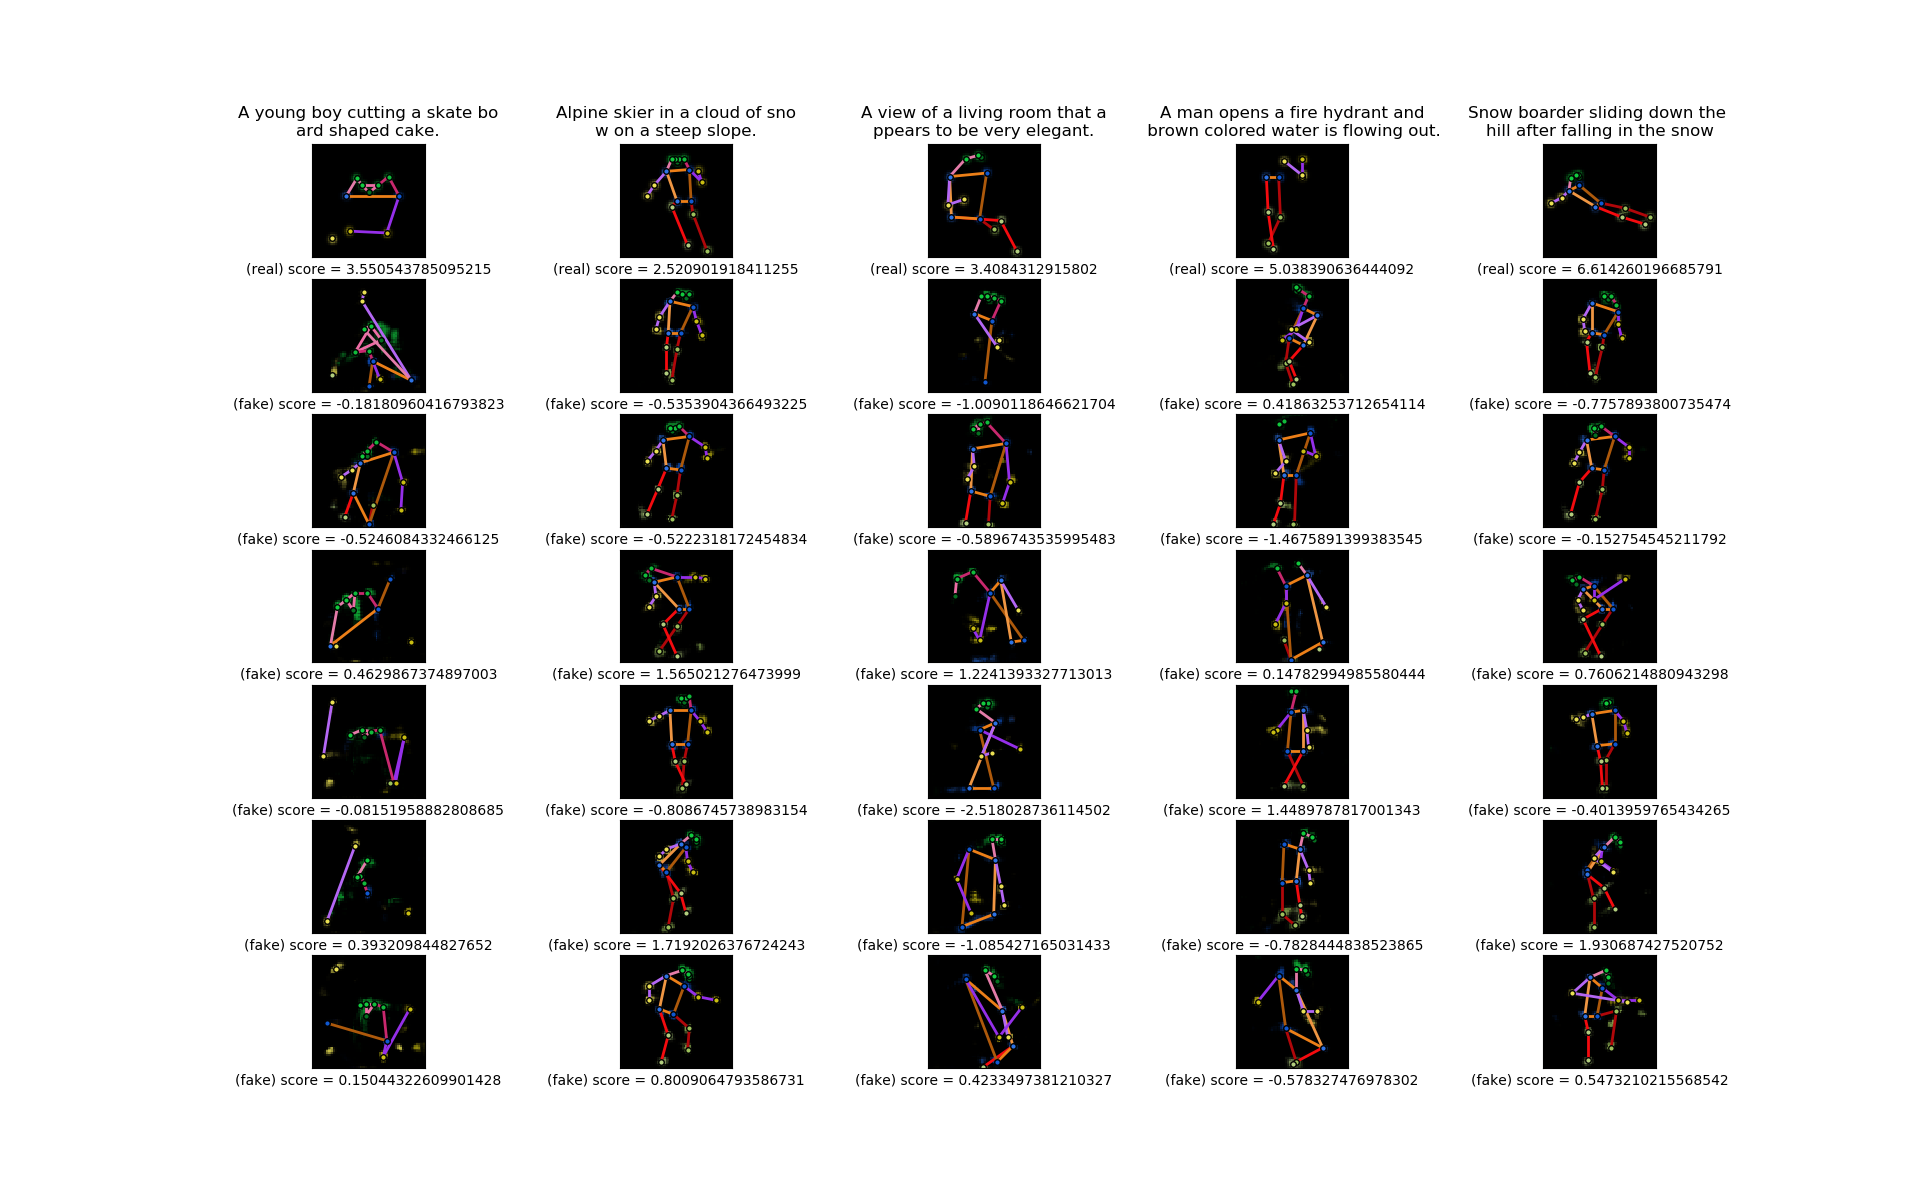 A young boy cutting a skate bo
ard shaped cake.
Alpine skier in a cloud of sno
w on a steep slope.
A view of a living room that a
ppears to be very elegant.
A man opens a fire hydrant and
brown colored water is flowing out.
Snow boarder sliding down the
hill after falling in the snow
(real) score = 3.550543785095215
(real) score = 2.520901918411255
(real) score = 3.4084312915802
(real) score = 5.038390636444092
(real) score = 6.614260196685791
(fake) score = -0.18180960416793823
(fake) score = -0.5353904366493225
(fake) score = -1.0090118646621704
(fake) score = 0.41863253712654114
(fake) score = -0.7757893800735474
(fake) score = -0.5246084332466125
(fake) score = -0.5222318172454834
(fake) score = -0.5896743535995483
(fake) score = -1.4675891399383545
(fake) score = -0.152754545211792
(fake) score = 0.4629867374897003
(fake) score = 1.565021276473999
(fake) score = 1.2241393327713013
(fake) score = 0.14782994985580444
(fake) score = 0.7606214880943298
(fake) score = -0.08151958882808685
(fake) score = -0.8086745738983154
(fake) score = -2.518028736114502
(fake) score = 1.4489787817001343
(fake) score = -0.4013959765434265
(fake) score = 0.393209844827652
(fake) score = 1.7192026376724243
(fake) score = -1.085427165031433
(fake) score = -0.7828444838523865
(fake) score = 1.930687427520752
(fake) score = 0.15044322609901428
(fake) score = 0.8009064793586731
(fake) score = 0.4233497381210327
(fake) score = -0.578327476978302
(fake) score = 0.5473210215568542